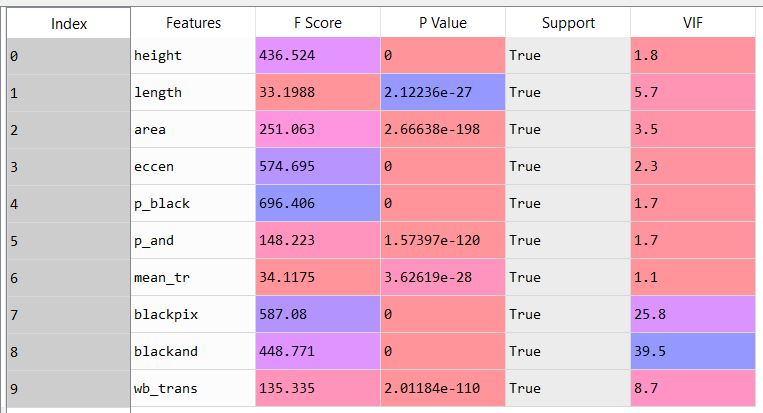 Index Features F Score P Value Support VIF
0 height 436.524 0 True 1.8
1 length 33.1988 2.12236e-27 True 5.7
2 area 251.063 2.66638e-198 True 3.5
3 eccen 574.695 0 True 2.3
4 p_black 696.406 0 True 1.7
5 p_and 148.223 1.57397e-120 True 1.7
6 mean_tr 34.1175 3.62619e-28 True 1.1
7 blackpix 587.08 0 True 25.8
8 blackand 448.771 0 True 39.5
9 wb_trans 135.335 2.01184e-110 True 8.7